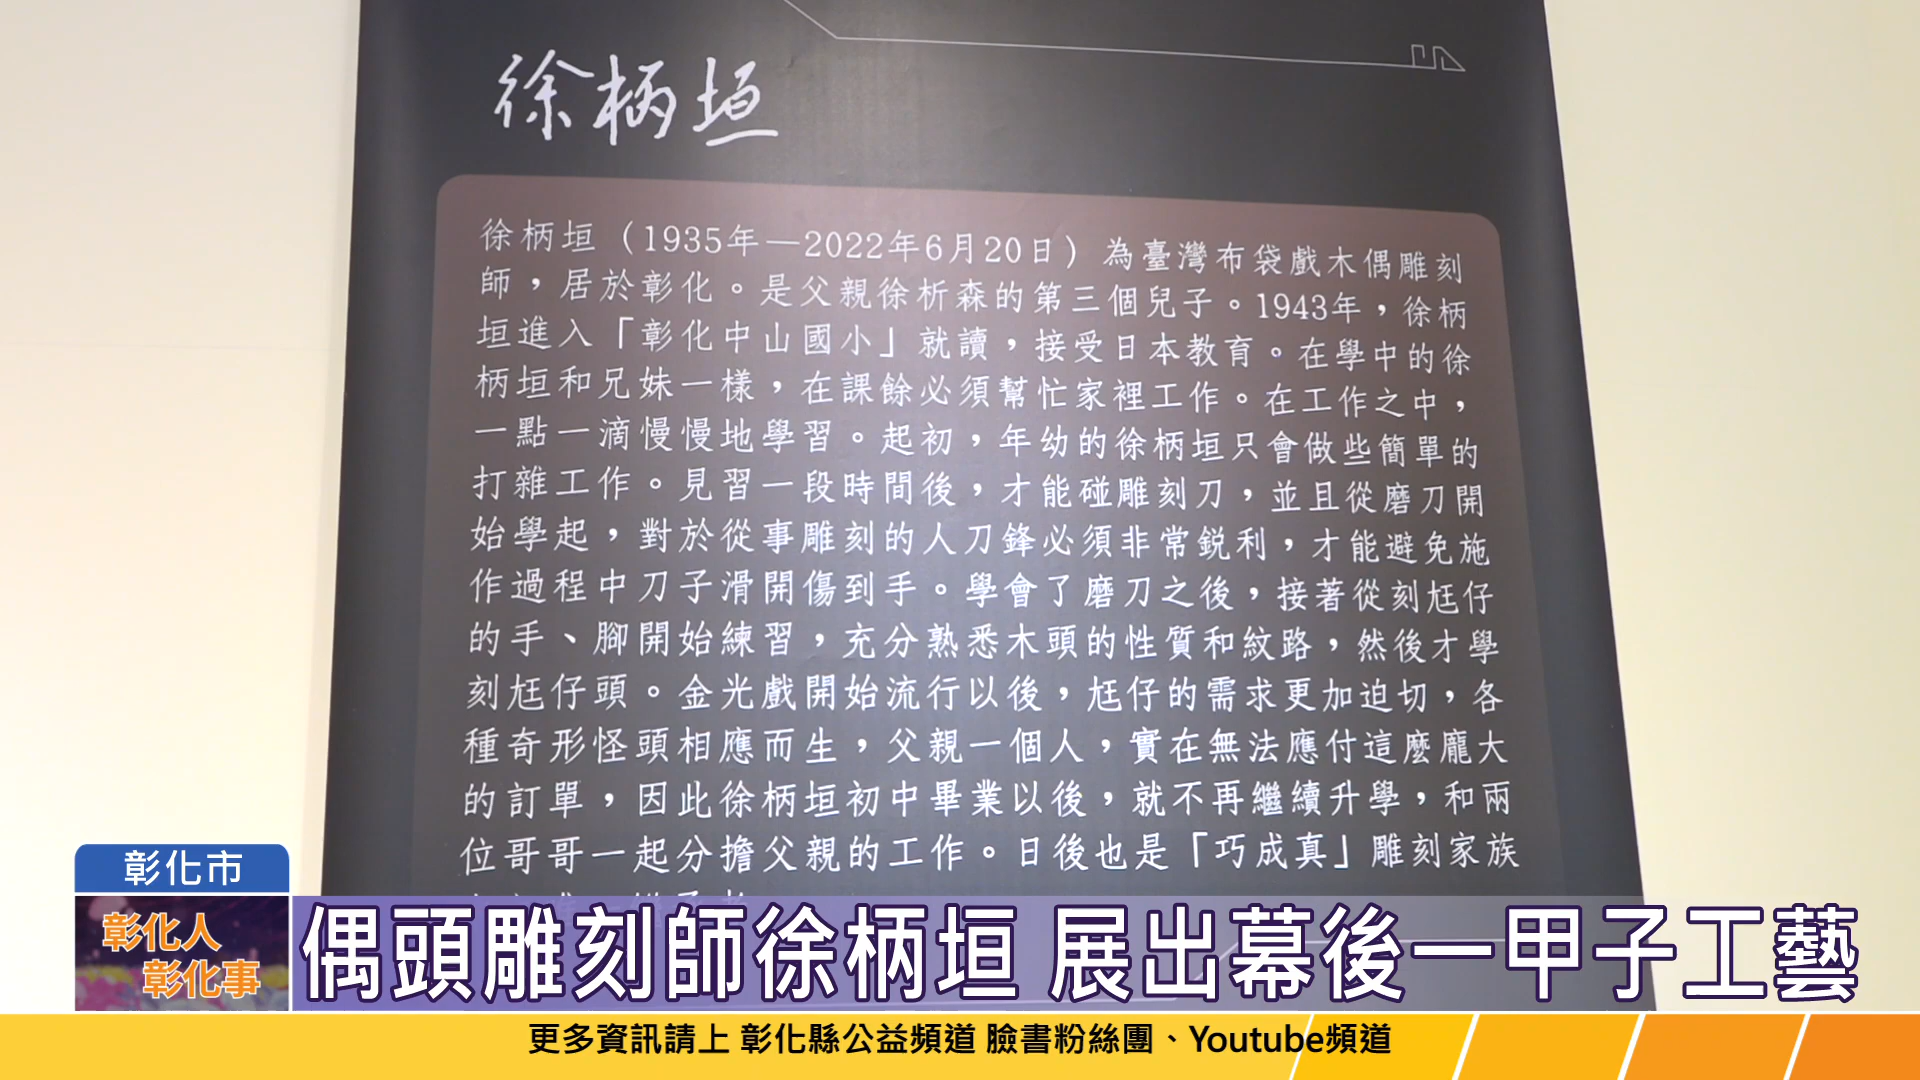 徐柄垣
徐柄垣（1935年—2022年6月20日）為臺灣布袋戲木偶雕刻
師，居於彰化。是父親徐析森的第三個兒子。1943年，徐柄
垣進入「彰化中山國小」就讀，接受日本教育。在學中的徐
柄垣和兄妹一樣，在課餘必須幫忙家裡工作。在工作之中，
一點一滴慢慢地學習。起初，年幼的徐柄垣只會做些簡單的
打雜工作。見習一段時間後，才能碰雕刻刀，並且從磨刀開
始學起，對於從事雕刻的人刀鋒必須非常銳利，才能避免施
作過程中刀子滑開傷到手。學會了磨刀之後，接著從刻尪仔
的手、腳開始練習，充分熟悉木頭的性質和紋路，然後才學
刻尪仔頭。金光戲開始流行以後，尪仔的需求更加迫切，各
種奇形怪頭相應而生，父親一個人，實在無法應付這麼龐大
的訂單，因此徐柄垣初中畢業以後，就不再繼續升學，和兩
位哥哥一起分擔父親的工作。日後也是「巧成真」雕刻家族
彰化市
彰化人
彰化事
偶頭雕刻師徐柄垣 展出幕後一甲子工藝
更多資訊請上 彰化縣公益頻道 臉書粉絲團、Youtube頻道